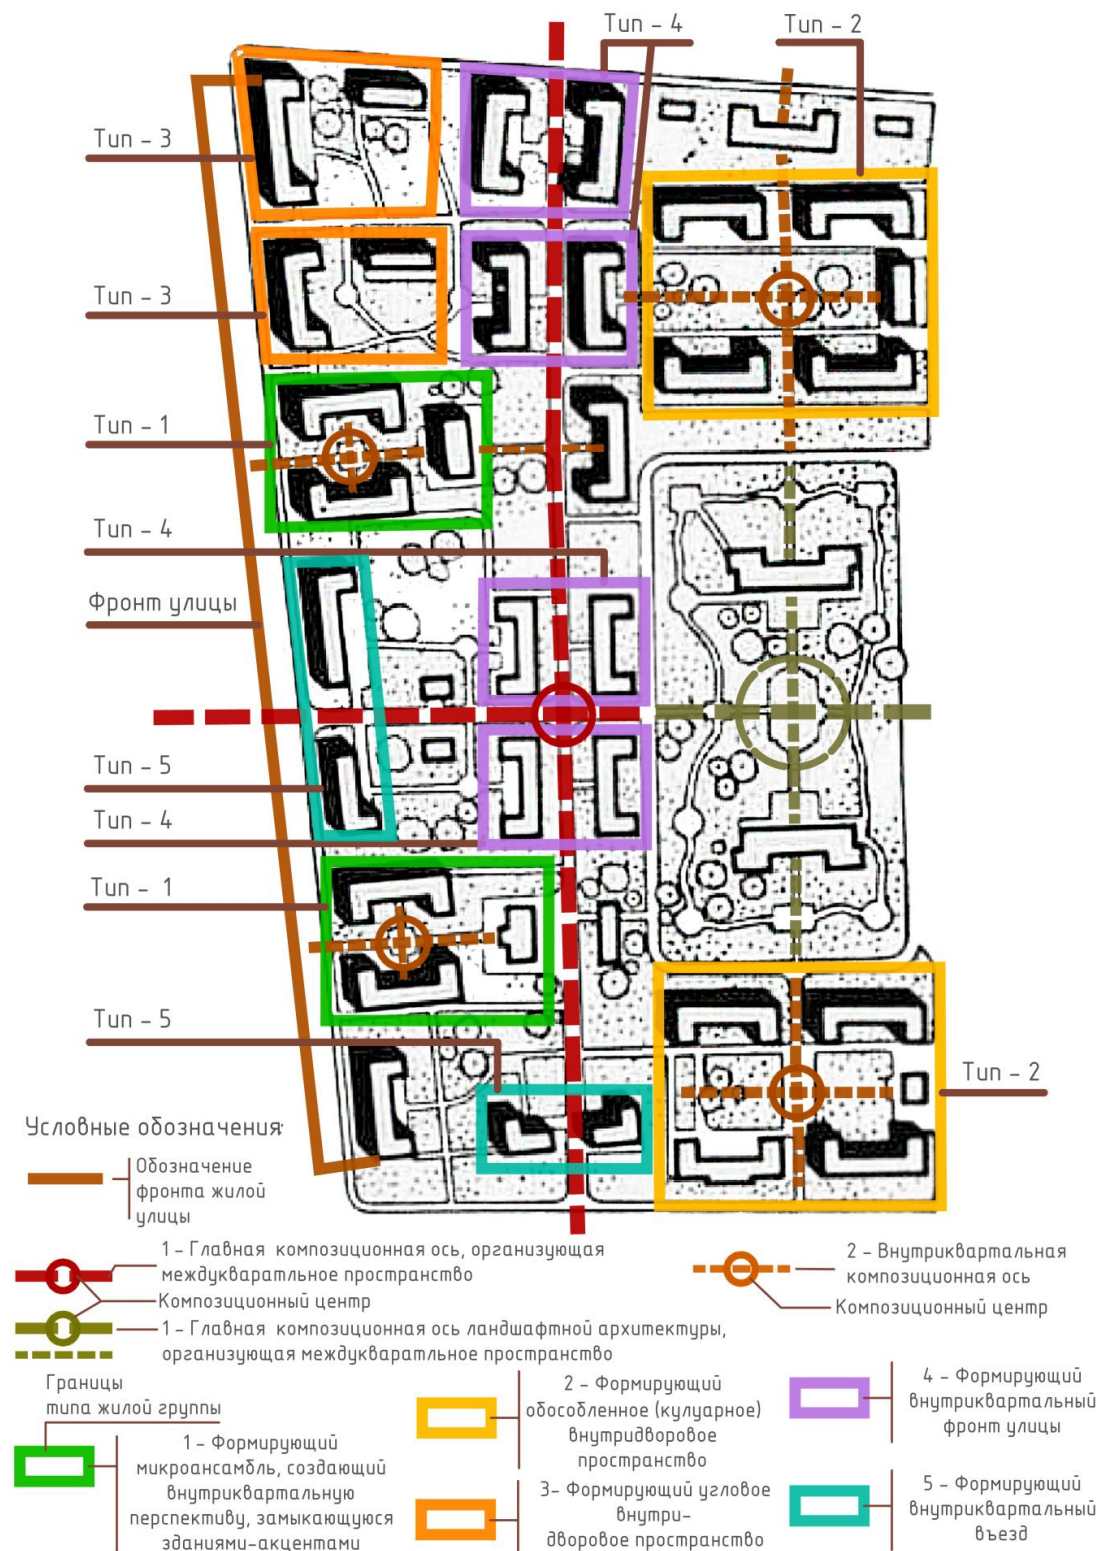 Тип - 4
Тип - 2
Тип - 3
Тип - 3
Тип - 1
Тип - 4
Фронт улицы
Тип - 5
Тип - 4
Тип - 1
Тип - 5
Тип - 2
Условные обозначения:
Обозначение
фронта жилой
улицы
1 - Главная композиционная ось, организующая
междукваратльное пространство
Композиционный центр
1 - Главная композиционная ось ландшафтной архитектуры,
организующая междукваратльное пространство
2 - Внутриквартальная
композиционная ось
Композиционный центр
Границы
типа жилой группы
1 - Формирующий
микроансамбль, создающий
внутриквартальную
перспективу, замыкающуюся
зданиями-акцентами
2 - Формирующий
обособленное (кулуарное)
внутридворовое
пространство
3- Формирующий угловое
внутри-
дворовое пространство
4 - Формирующий
внутриквартальный
фронт улицы
5 - Формирующий
внутриквартальный
въезд